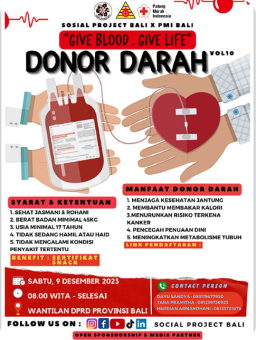 Palang
Merah
Indonesia
SOSIAL PROJECT BALI X PMI BALI
"GIVE BLOOD , GIVE LIFE"
DONOR DARAH VOL10
SYARAT & KETENTUAN
1. SEHAT JASMANI & ROHANI
2. BERAT BADAN MINIMAL 45KG
3. USIA MINIMAL 17 TAHUN
4. TIDAK SEDANG HAMIL ATAU HAID
5. TIDAK MENGALAMI KONDISI
PENYAKIT TERTENTU
BENEFIT : SERTIFIKAT
SNACK
MANFAAT DONOR DARAH
1. MENJAGA KESEHATAN JANTUNG
2. MEMBANTU MEMBAKAR KALORI
3.MENURUNKAN RISIKO TERKENA
KANKER
4. PENCEGAH PENUAAN DINI
5. MENINGKATKAN METABOLISME TUBUH
LINK PENDAFTARAN :
SABTU, 9 DESEMBER 2023
08.00 WITA - SELESAI
WANTILAN DPRD PROVINSI BALI
CONTACT PERSON
FOLLOW US ON :
SOCIAL PROJECT BALI
OPEN SPONSORSHIP & MEDIA PARTNER